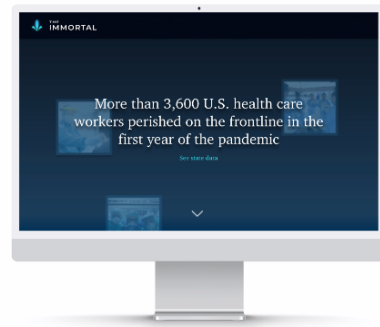 THE
IMMORTAL
More than 3,600 U.S. health care
workers perished on the frontline in the
first year of the pandemic
See state data